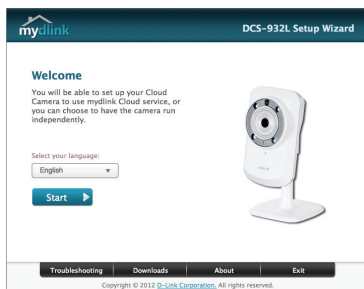 mydlink
DCS-932L Setup Wizard
Welcome
You will be able to set up your Cloud
Camera to use mydlink Cloud service, or
you can choose to have the camera run
independently.
Select your language:
English
Start
Troubleshooting
Downloads
About
Exit
Copyright © 2012 D-Link Corporation. All rights reserved.